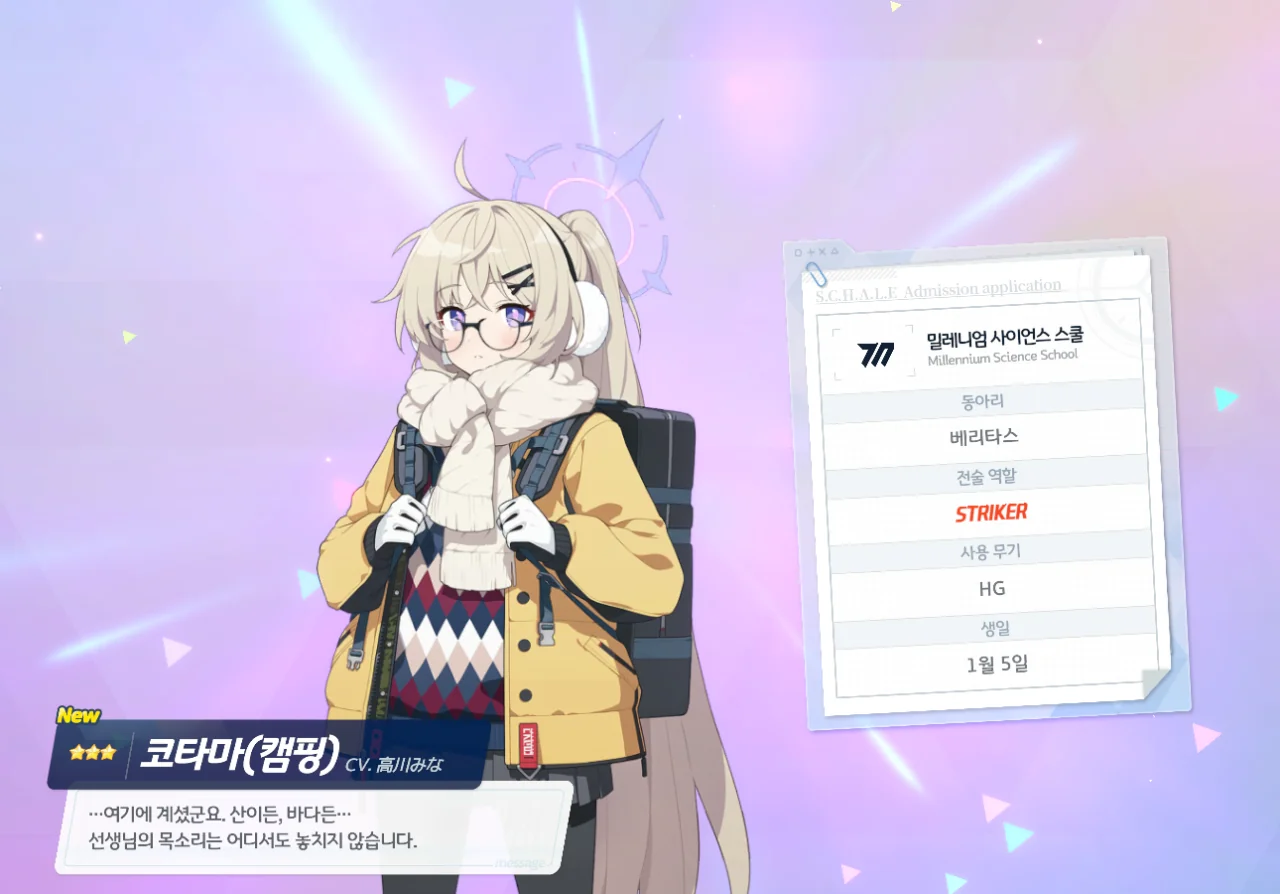 S.C.H.A.L.E Admission application
밀레니엄 사이언스 스쿨
Millennium Science School
동아리
베리타스
전술 역할
STRIKER
사용 무기
HG
생일
1월 5일
New
코타마(캠핑) CV. 高川みな
…여기에 계셨군요. 산이든, 바다든…
선생님의 목소리는 어디서도 놓치지 않습니다.
message